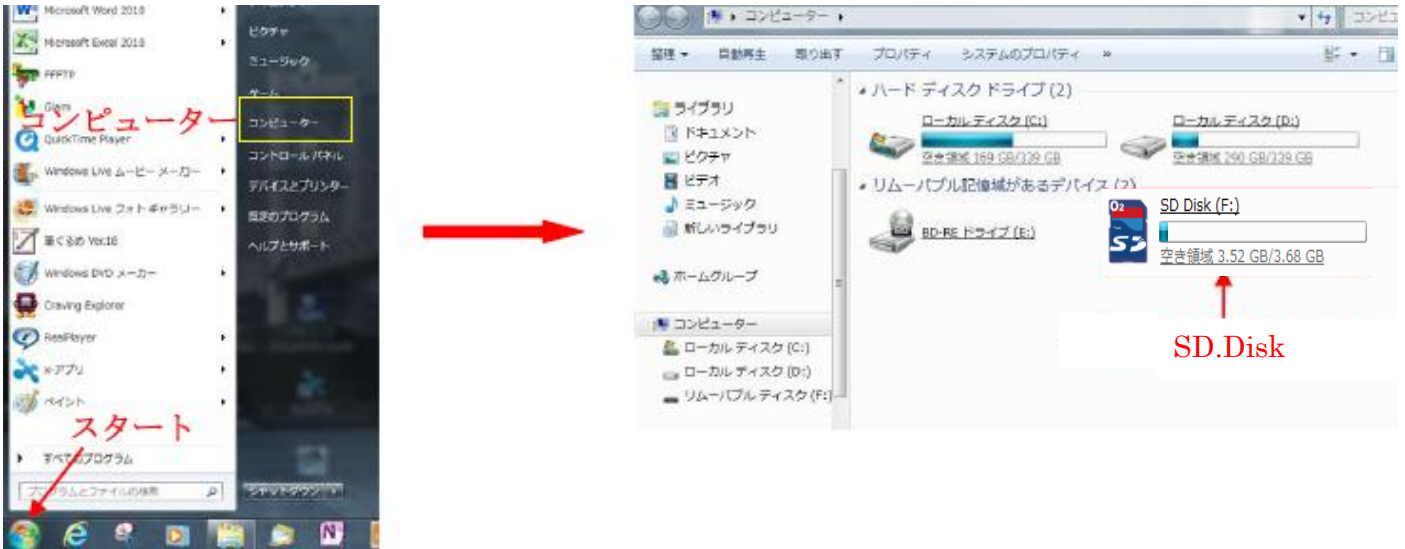 Microsoft Word 2010
Microsoft Excel 2010
FFFTP
Glem
QuickTime Player
Windows Live ムービー メーカー
Windows Live フォト ギャラリー
筆ぐるめ Ver.18
Windows DVD メーカー
Craving Explorer
RealPlayer
x-アプリ
ペイント
すべてのプログラム
プログラムとファイルの検索
ピクチャ
ミュージック
ゲーム
コンピューター
コントロール パネル
デバイスとプリンター
既定のプログラム
ヘルプとサポート
シャットダウン
コンピューター
スタート
コンピューター
コンピュ
整理
自動再生
取り出す
プロパティ
システムのプロパティ
»
ライブラリ
ドキュメント
ピクチャ
ビデオ
ミュージック
新しいライブラリ
ホームグループ
コンピューター
ローカル ディスク (C:)
ローカル ディスク (D:)
リムーバブル ディスク (F:)
ハード ディスク ドライブ (2)
ローカル ディスク (C:)
空き領域 169 GB/339 GB
ローカル ディスク (D:)
空き領域 290 GB/339 GB
リムーバブル記憶域があるデバイス (2)
BD-RE ドライブ (E:)
O2
SD
SD Disk (F:)
空き領域 3.52 GB/3.68 GB
SD.Disk